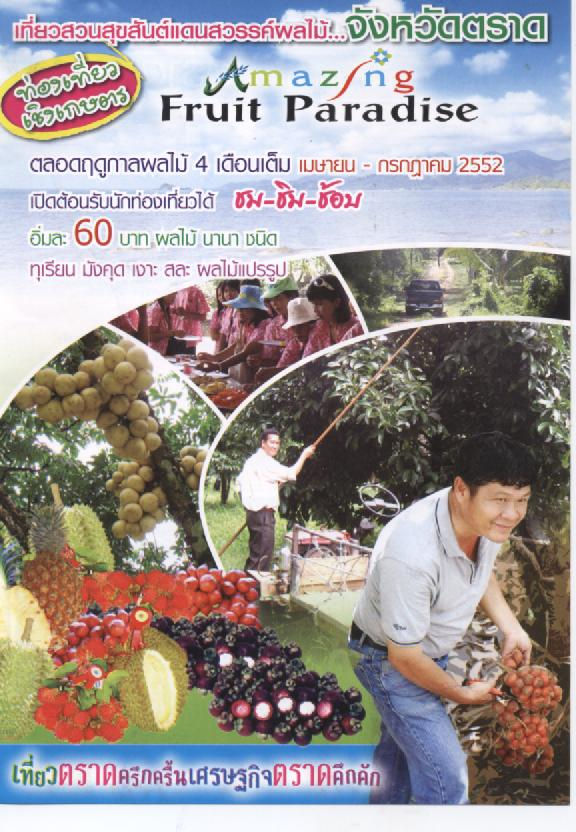 เที่ยวสวนสุขสันต์แดนสวรรค์ผลไม้...จังหวัดตราด
ท่องเที่ยว
เชิงเกษตร
Amazing
Fruit Paradise
ตลอดฤดูกาลผลไม้ 4 เดือนเต็ม เมษายน - กรกฎาคม 2552
เปิดต้อนรับนักท่องเที่ยวได้ ชม-ชิม-ช้อบ
อิ่มละ 60 บาท ผลไม้ นานา ชนิด
ทุเรียน มังคุด เงาะ สละ ผลไม้แปรรูป
เที่ยวตราดครึกครื้นเศรษฐกิจตราดคึกคัก